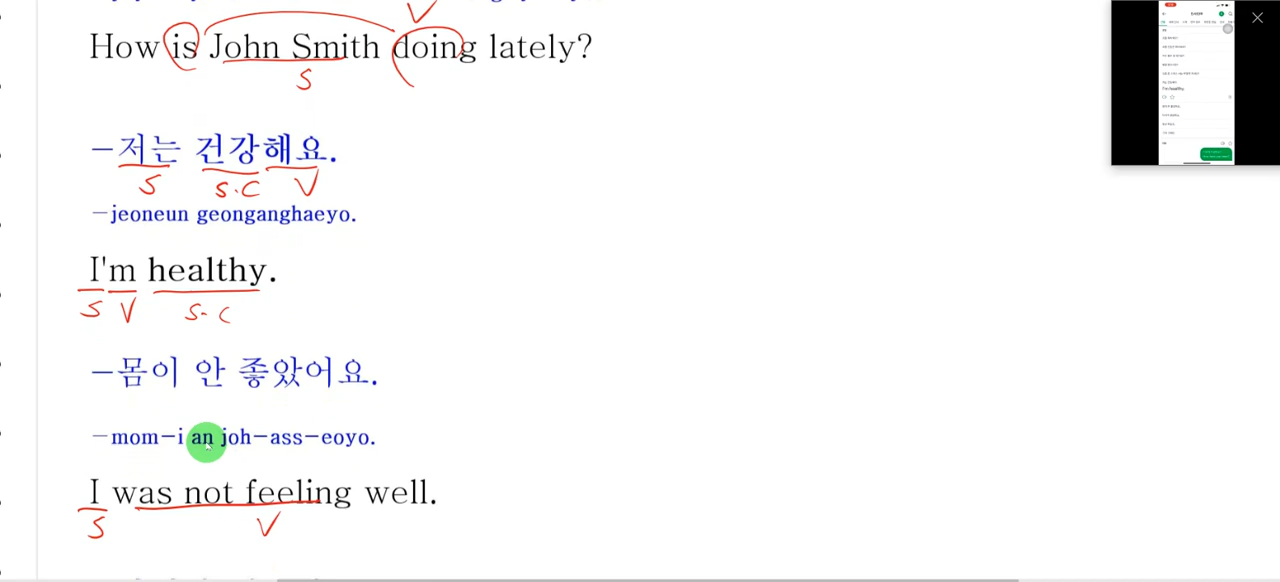 V
How is John Smith doing lately?
S
-저는 건강해요.
S S.C V
-jeoneun geonganghaeyo.
I'm healthy.
S V S.C
-몸이 안 좋았어요.
-mom-i an joh-ass-eoyo.
I was not feeling well.
S V
I'm healthy.